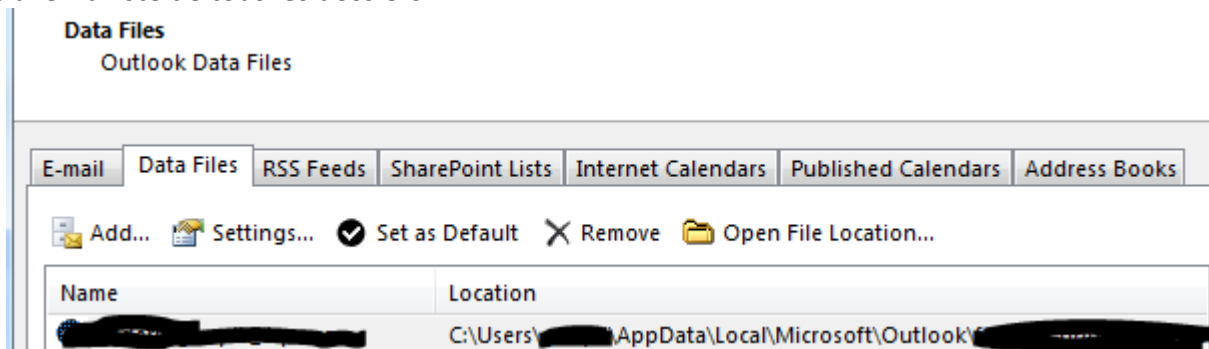 Data Files
Outlook Data Files
E-mail Data Files RSS Feeds SharePoint Lists Internet Calendars Published Calendars Address Books
Add... Settings... Set as Default Remove Open File Location...
Name Location
C:\Users\ \AppData\Local\Microsoft\Outlook\